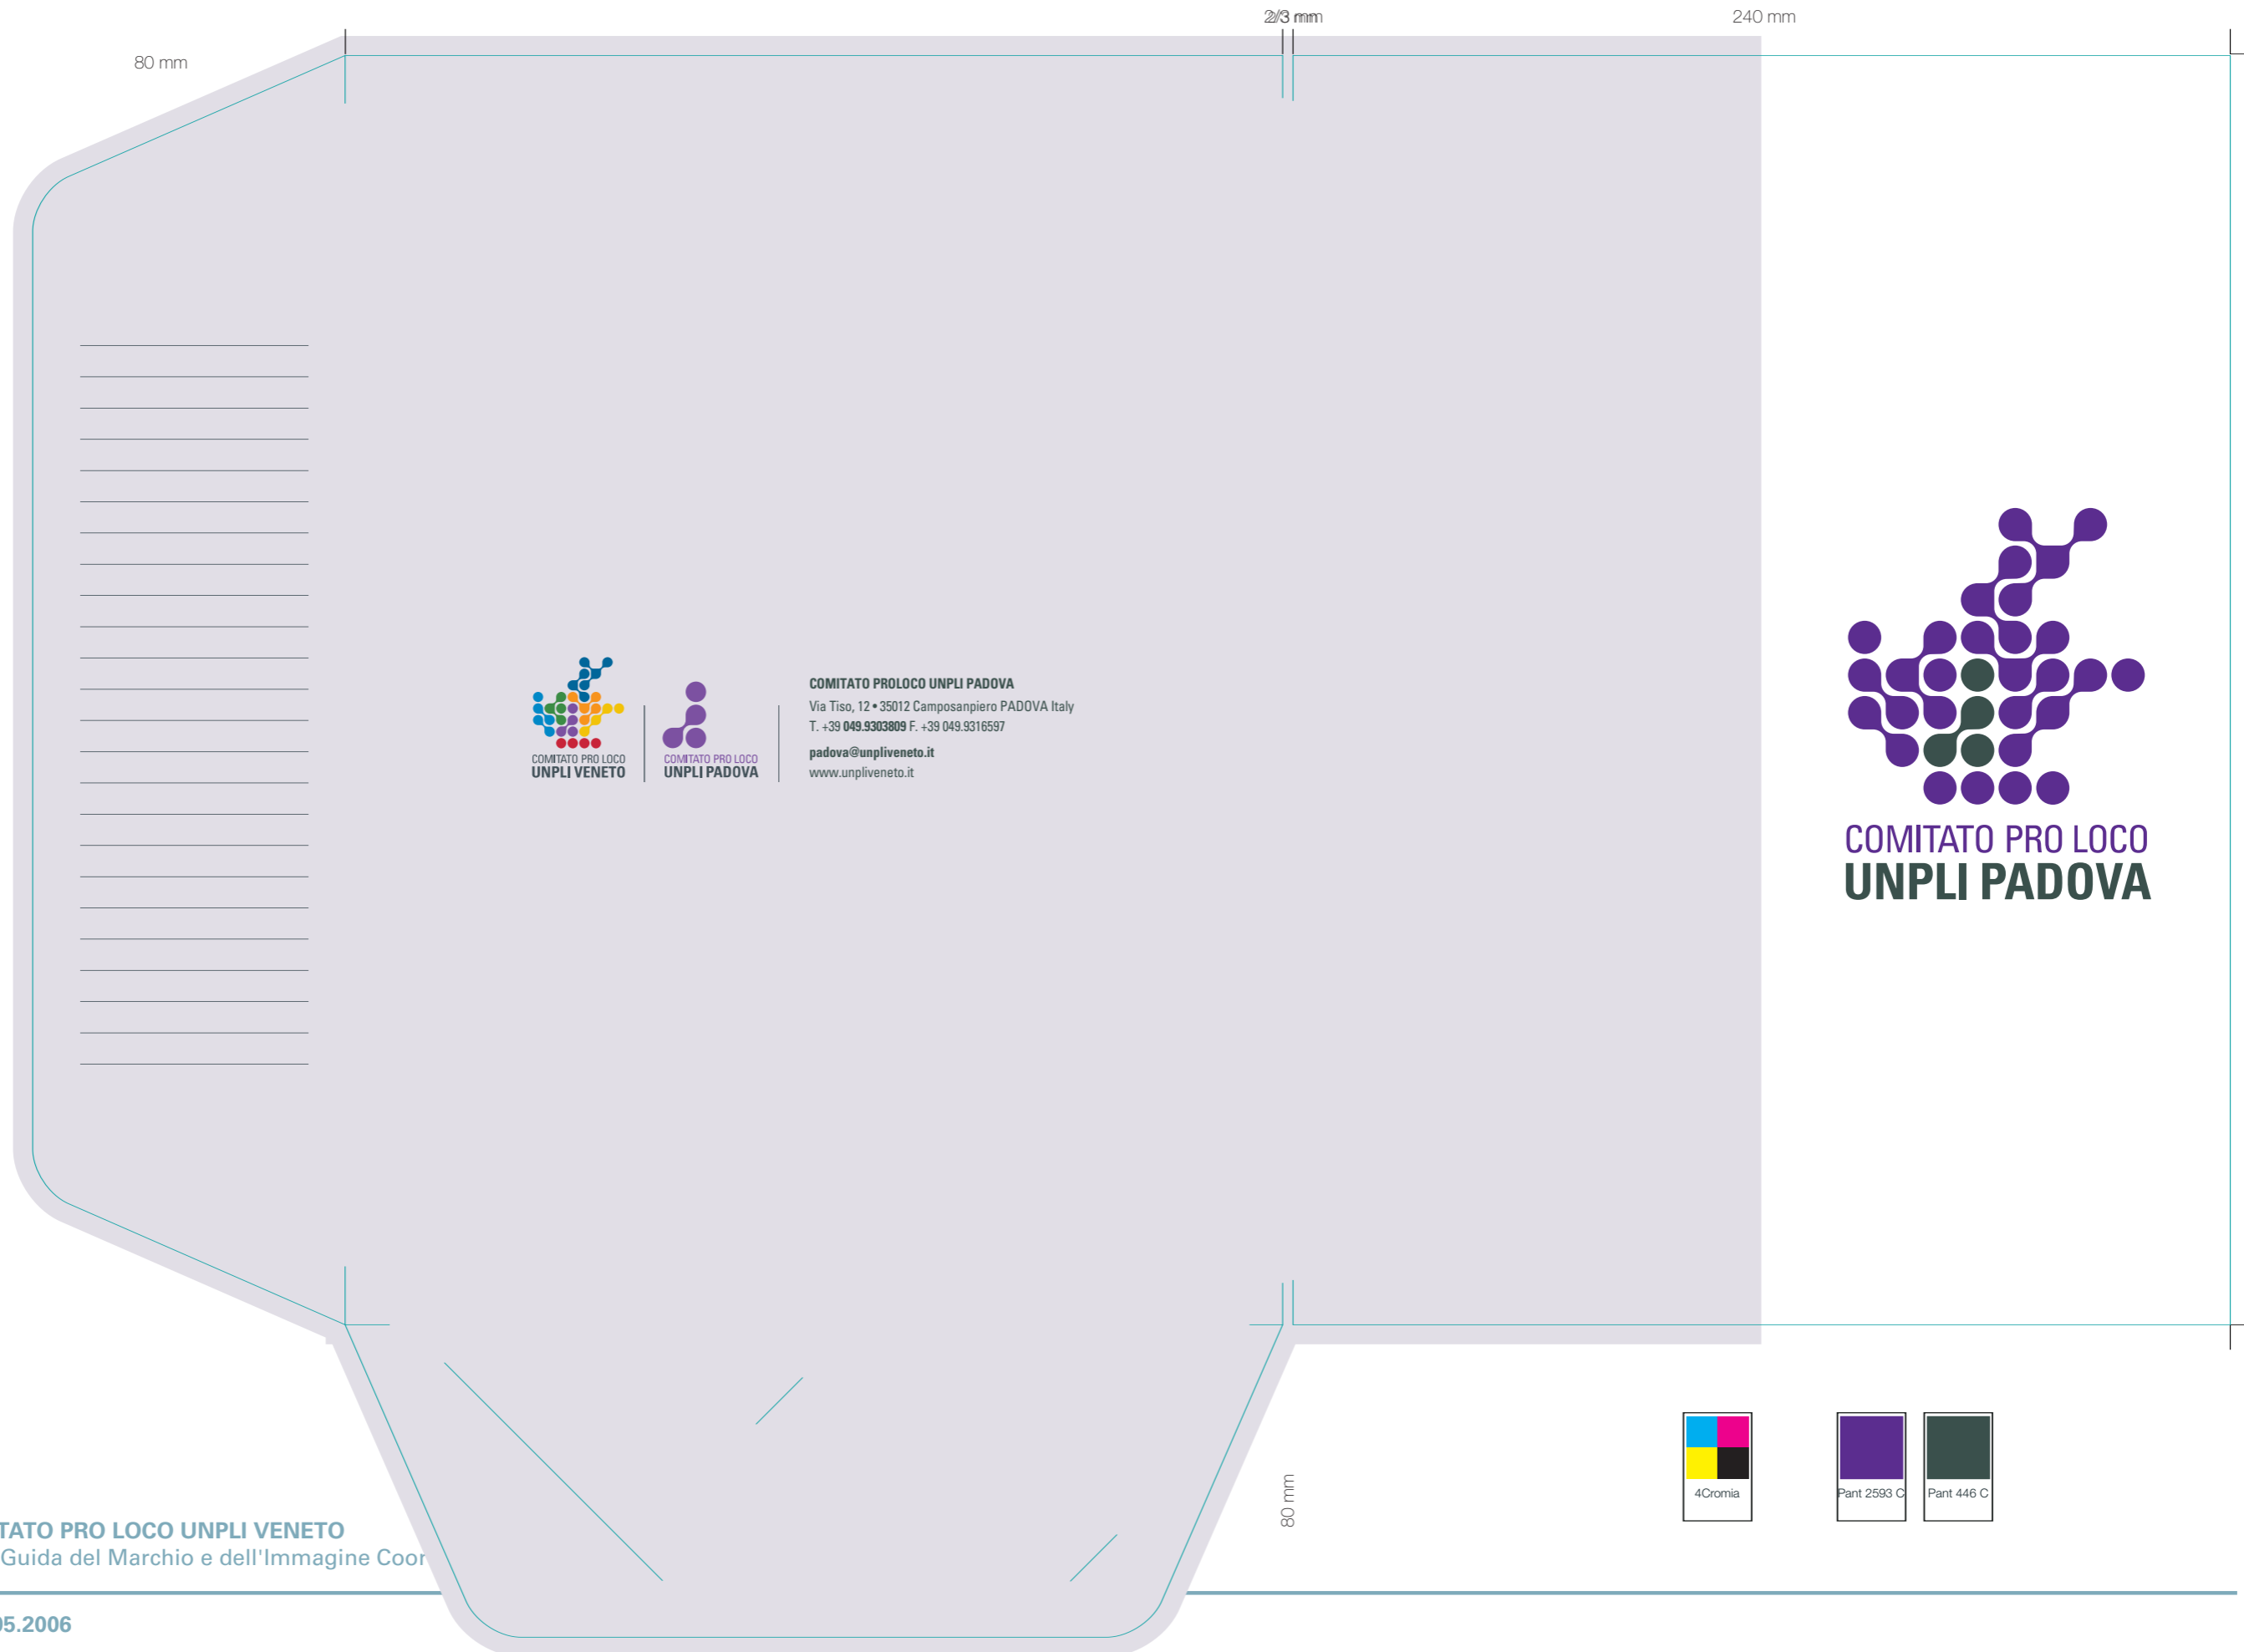 2/3 mm
240 mm
80 mm
COMITATO PRO LOCO
UNPLI VENETO
COMITATO PRO LOCO
UNPLI PADOVA
COMITATO PROLOCO UNPLI PADOVA
Via Tiso, 12 • 35012 Camposanpiero PADOVA Italy
T. +39 049.9303809 F. +39 049.9316597
padova@unpliveneto.it
www.unpliveneto.it
COMITATO PRO LOCO
UNPLI PADOVA
80 mm
4Cromia
Pant 2593 C
Pant 446 C
TATO PRO LOCO UNPLI VENETO
Guida del Marchio e dell'Immagine Coor
05.2006